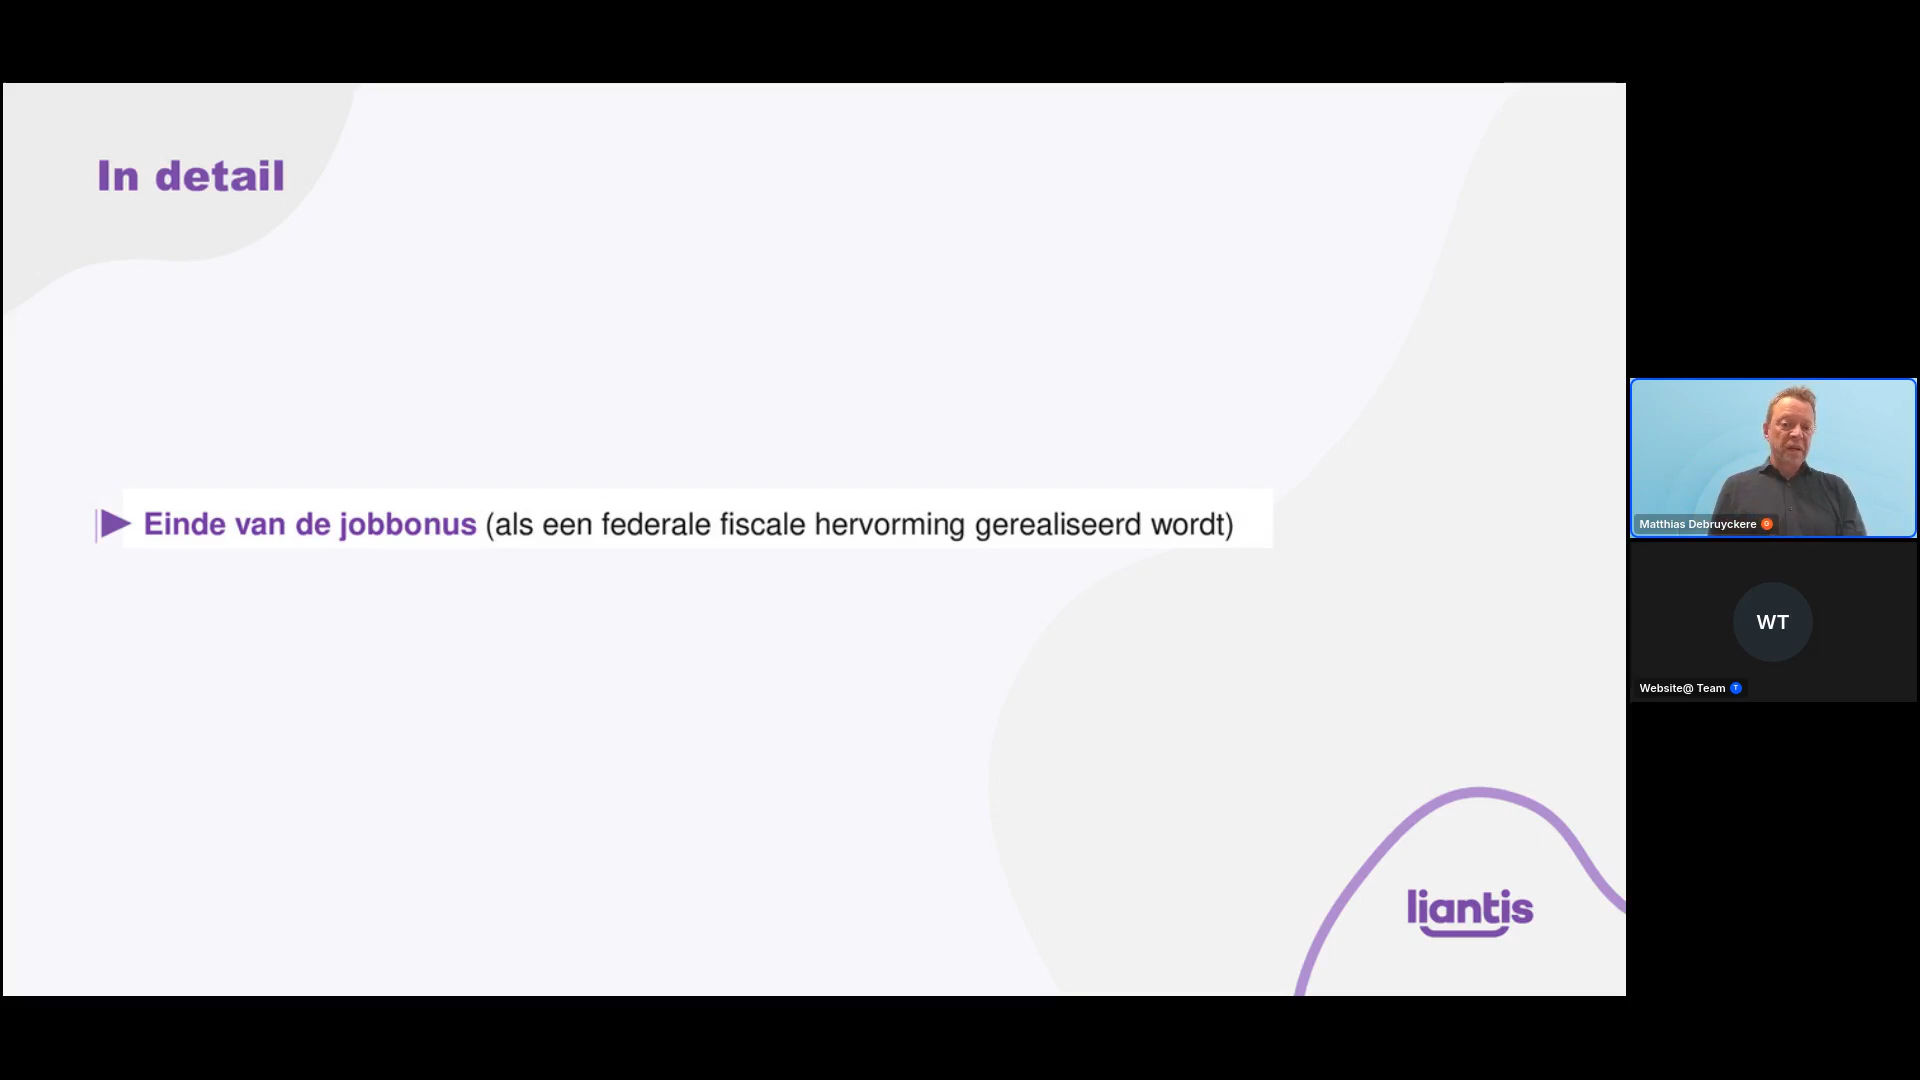 In detail
Einde van de jobbonus (als een federale fiscale hervorming gerealiseerd wordt)
liantis
Matthias Debruyckere
WT
Website@ Team